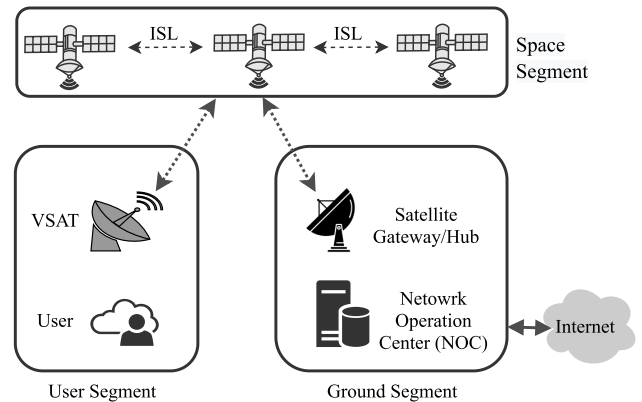 ISL
ISL
Space
Segment
VSAT
User
User Segment
Satellite
Gateway/Hub
Netowrk
Operation
Center (NOC)
Ground Segment
Internet